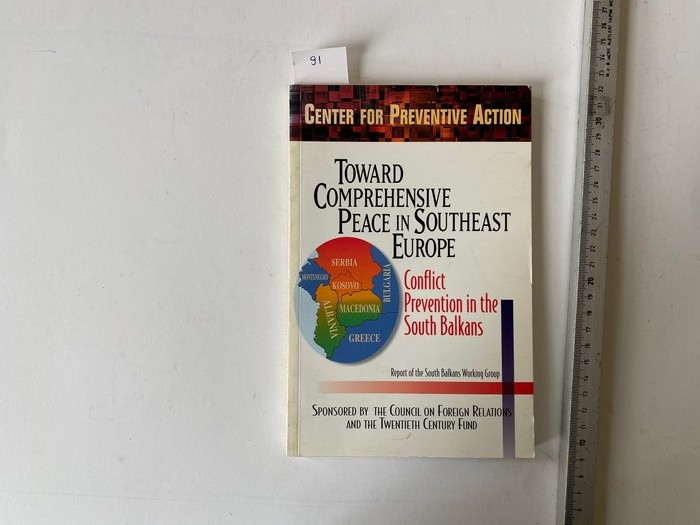 91
CENTER FOR PREVENTIVE ACTION
TOWARD
COMPREHENSIVE
PEACE IN SOUTHEAST
EUROPE
SERBIA
MONTENEGRO
KOSOVO
BULGARIA
ALBANIA
MACEDONIA
GREECE
Conflict
Prevention in the
South Balkans
Report of the South Balkans Working Group
SPONSORED BY THE COUNCIL ON FOREIGN RELATIONS
AND THE TWENTIETH CENTURY FUND